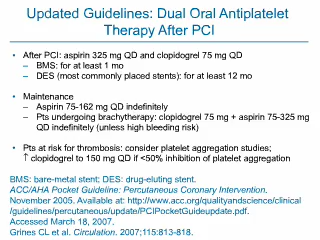 Updated Guidelines: Dual Oral Antiplatelet
Therapy After PCI
• After PCI: aspirin 325 mg QD and clopidogrel 75 mg QD
– BMS: for at least 1 mo
– DES (most commonly placed stents): for at least 12 mo
• Maintenance
– Aspirin 75-162 mg QD indefinitely
– Pts undergoing brachytherapy: clopidogrel 75 mg + aspirin 75-325 mg
QD indefinitely (unless high bleeding risk)
• Pts at risk for thrombosis: consider platelet aggregation studies;
↑ clopidogrel to 150 mg QD if <50% inhibition of platelet aggregation
BMS: bare-metal stent; DES: drug-eluting stent.
ACC/AHA Pocket Guideline: Percutaneous Coronary Intervention.
November 2005. Available at: http://www.acc.org/qualityandscience/clinical
/guidelines/percutaneous/update/PCIPocketGuideupdate.pdf.
Accessed March 18, 2007.
Grines CL et al. Circulation. 2007;115:813-818.